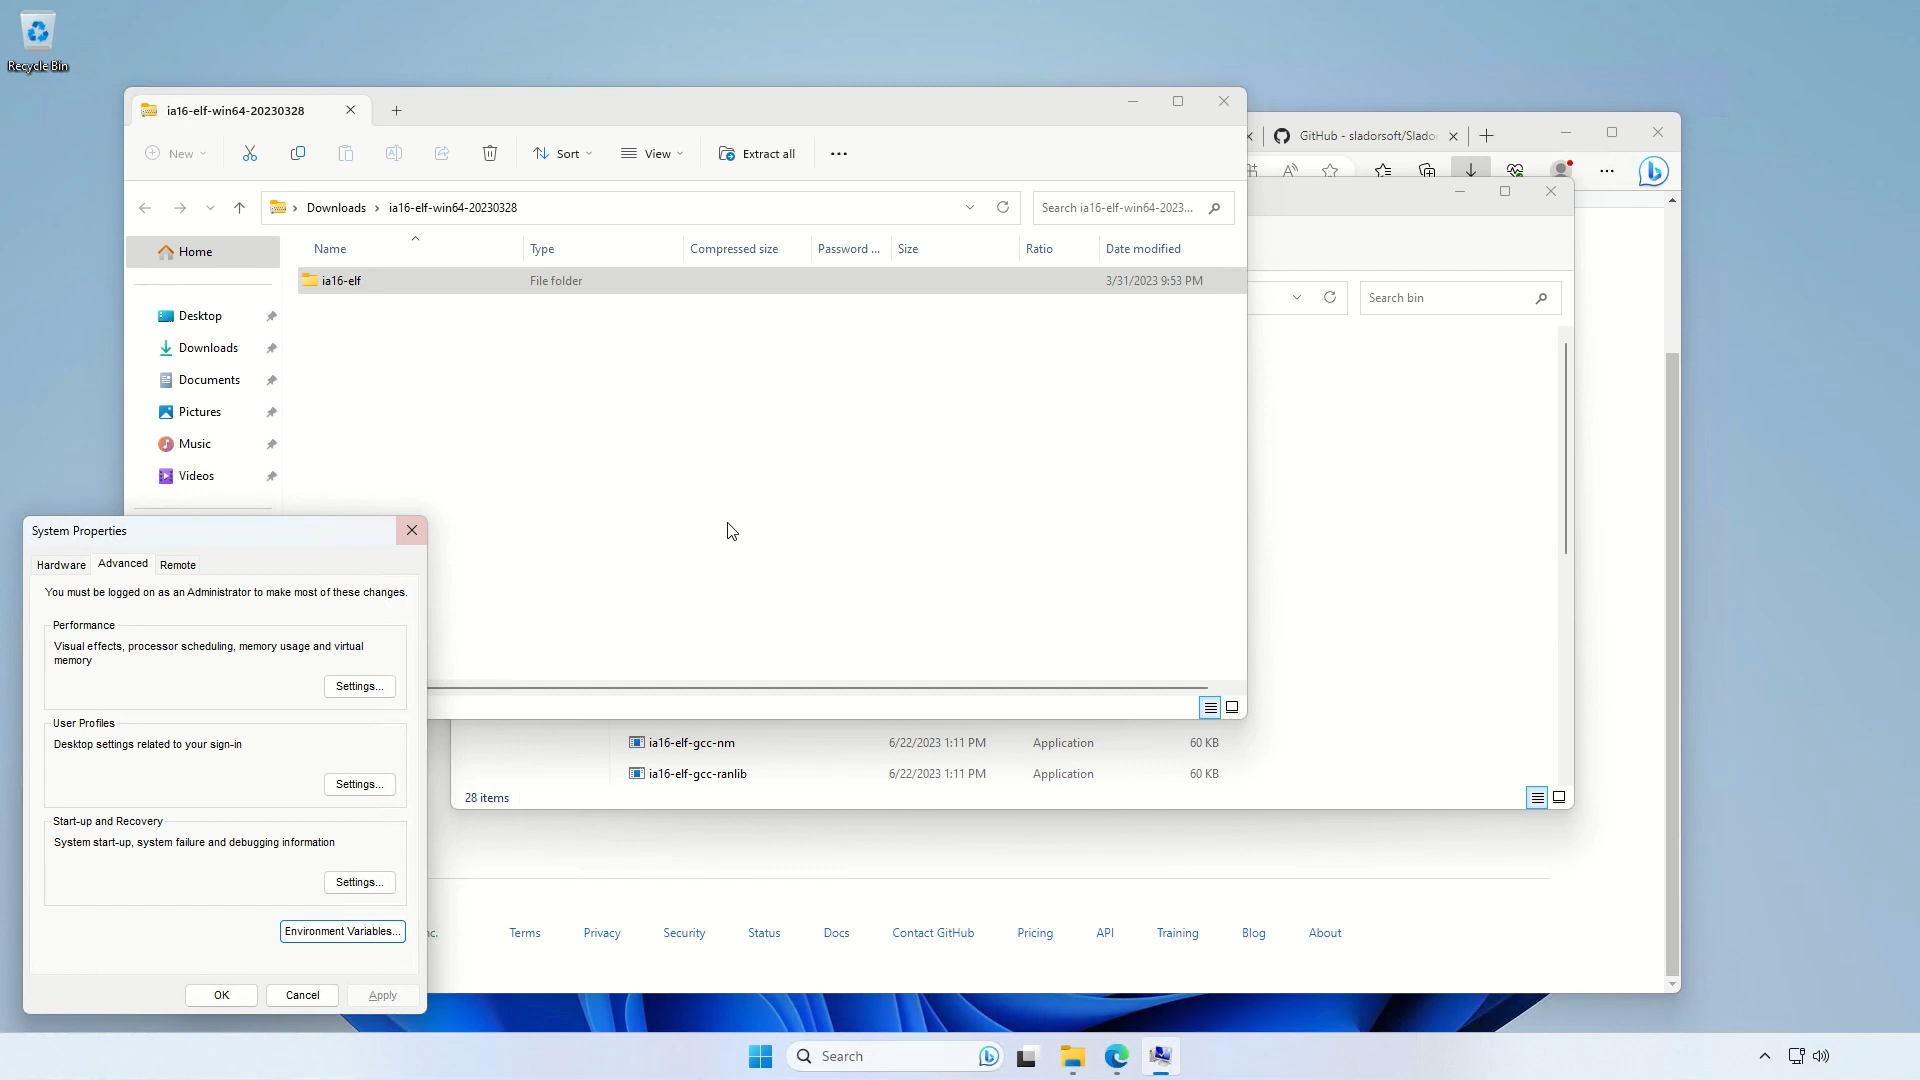 Recycle Bin
ia16-elf-win64-20230328
GitHub - sladorsoft/Slado
New
Sort
View
Extract all
Downloads > ia16-elf-win64-20230328
Search ia16-elf-win64-2023...
Name
Type
Compressed size
Password ...
Size
Ratio
Date modified
Home
ia16-elf
File folder
3/31/2023 9:53 PM
Search bin
Desktop
Downloads
Documents
Pictures
Music
Videos
System Properties
Hardware
Advanced
Remote
You must be logged on as an Administrator to make most of these changes.
Performance
Visual effects, processor scheduling, memory usage and virtual
memory
Settings...
User Profiles
Desktop settings related to your sign-in
Settings...
Start-up and Recovery
System start-up, system failure and debugging information
Settings...
Environment Variables...
OK
Cancel
Apply
ia16-elf-gcc-nm
6/22/2023 1:11 PM
Application
60 KB
ia16-elf-gcc-ranlib
6/22/2023 1:11 PM
Application
60 KB
28 items
nc.
Terms
Privacy
Security
Status
Docs
Contact GitHub
Pricing
API
Training
Blog
About
Search